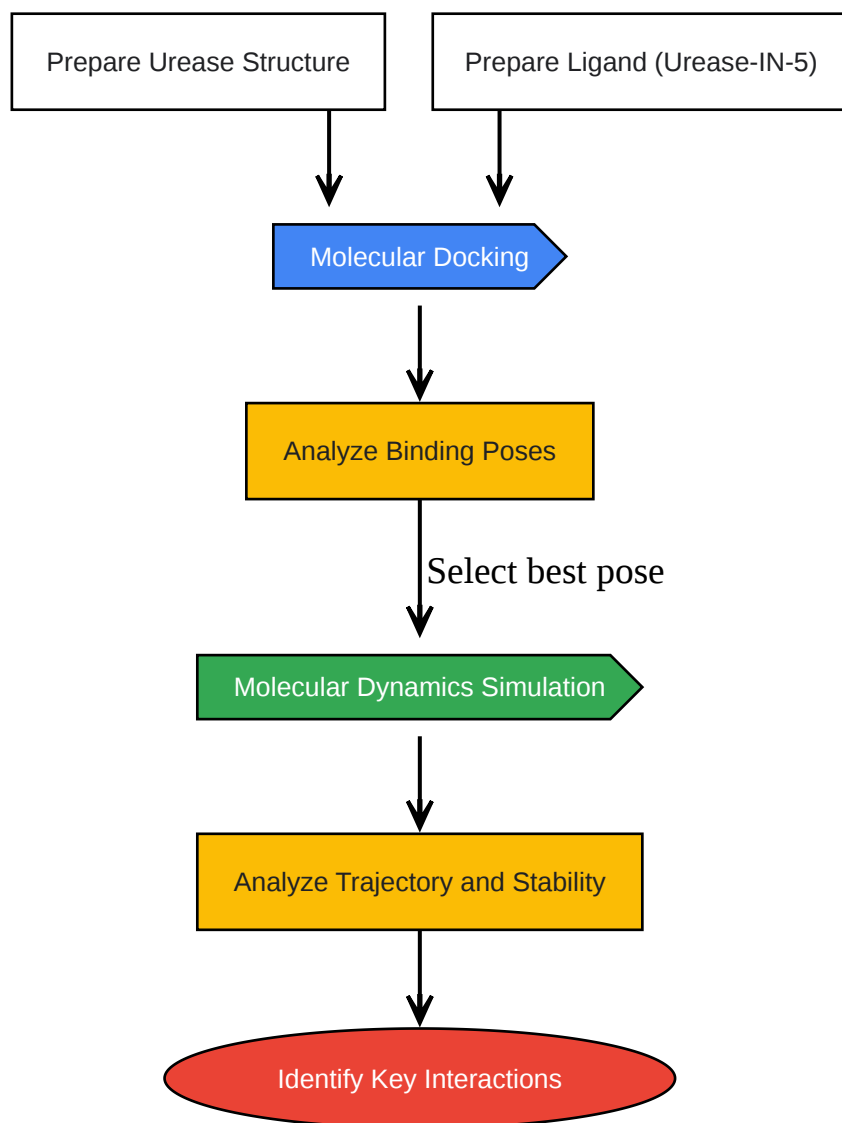 Prepare Urease Structure
Prepare Ligand (Urease-IN-5)
Molecular Docking
Analyze Binding Poses
Select best pose
Molecular Dynamics Simulation
Analyze Trajectory and Stability
Identify Key Interactions